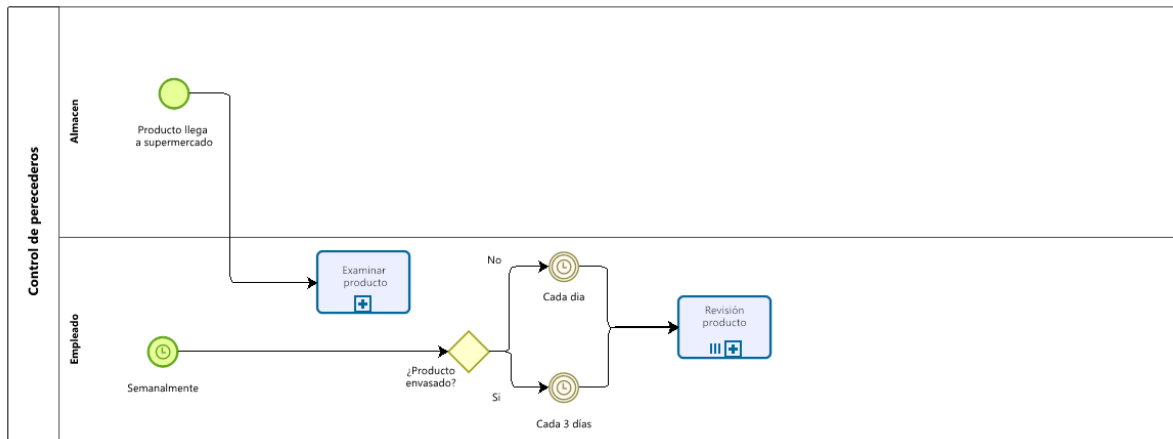 Control de perecederos
Almacen
Producto llega
a supermercado
Empleado
Examinar
producto
Semanalmente
¿Producto
envasado?
No
Cada dia
Si
Cada 3 días
Revisión
producto